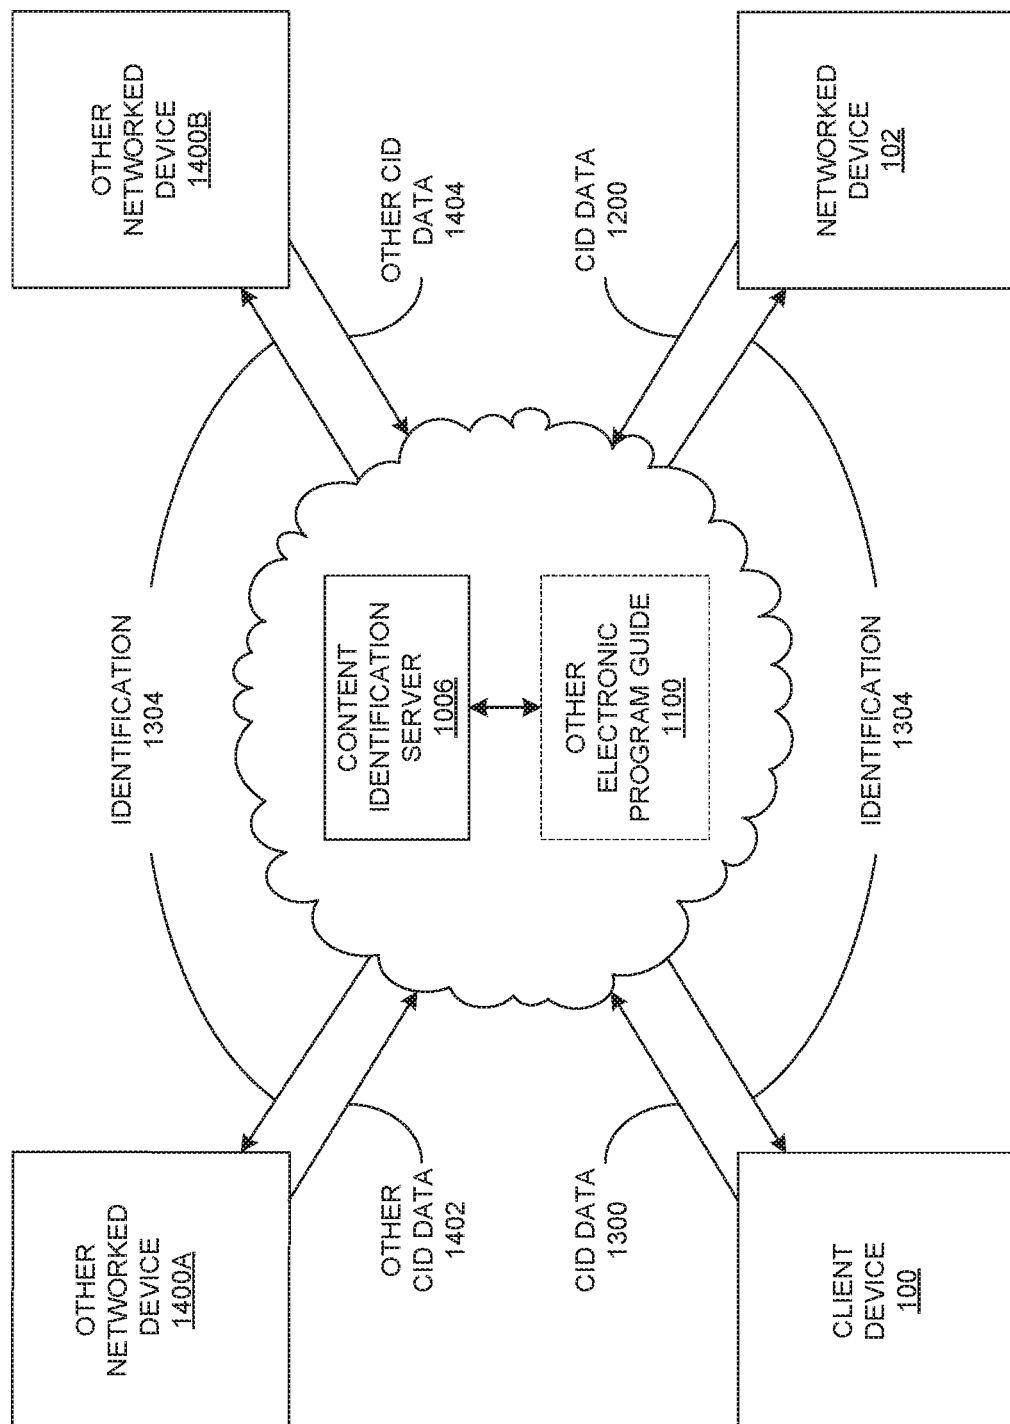 OTHER
NETWORKED
DEVICE
1400A
IDENTIFICATION
1304
OTHER
NETWORKED
DEVICE
1400B
OTHER
CID DATA
1402
OTHER CID
DATA
1404
CONTENT
IDENTIFICATION
SERVER
1006
OTHER
ELECTRONIC
PROGRAM GUIDE
1100
CID DATA
1300
CID DATA
1200
CLIENT
DEVICE
100
IDENTIFICATION
1304
NETWORKED
DEVICE
102